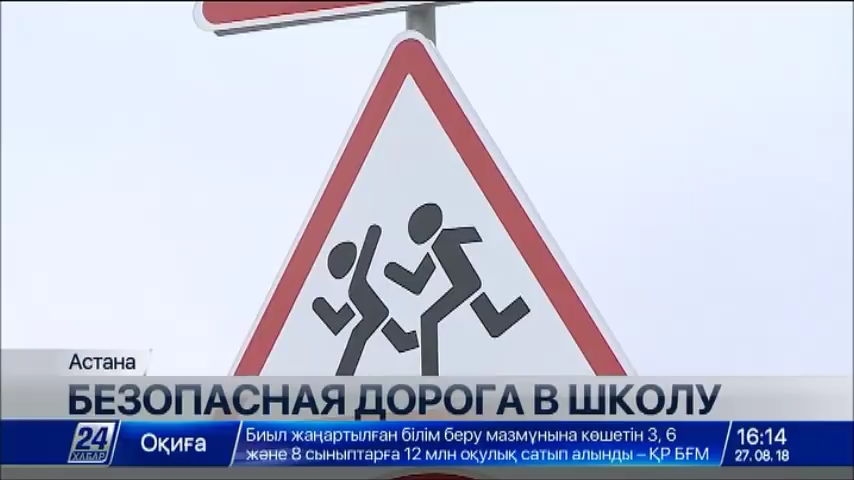 Астана
БЕЗОПАСНАЯ ДОРОГА В ШКОЛУ
24
ХАБАР
Оқиға
Биыл жаңартылған білім беру мазмұнына көшетін 3, 6
және 8 сыныптарға 12 млн оқулық сатып алынды – ҚР БҒМ
16:14
27. 08. 18